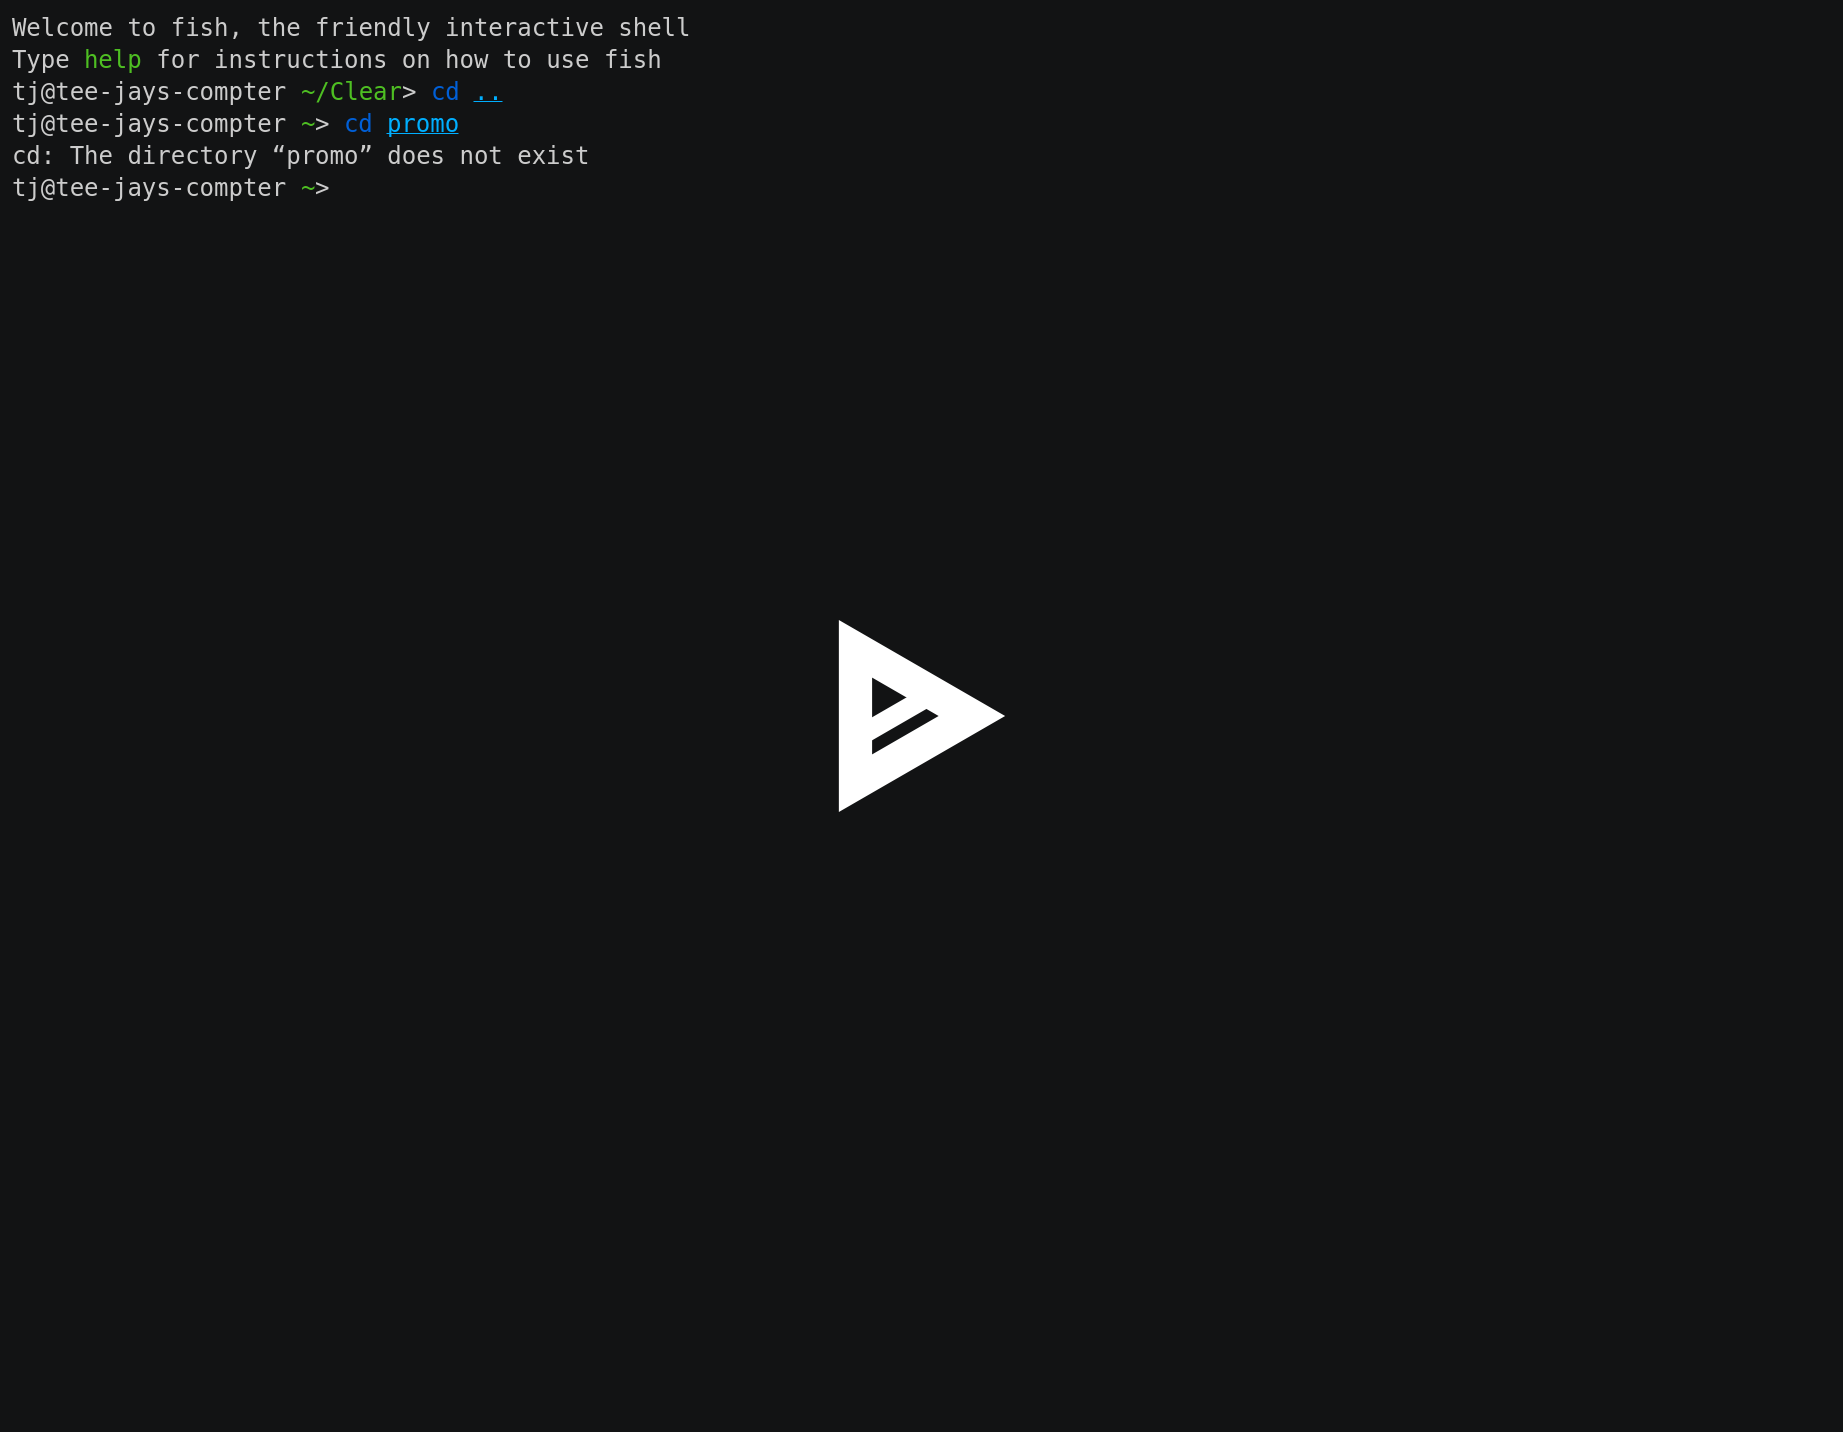 Welcome to fish, the friendly interactive shell
Type help for instructions on how to use fish
tj@tee-jays-compter ~/Clear> cd ..
tj@tee-jays-compter ~> cd promo
cd: The directory “promo” does not exist
tj@tee-jays-compter ~>